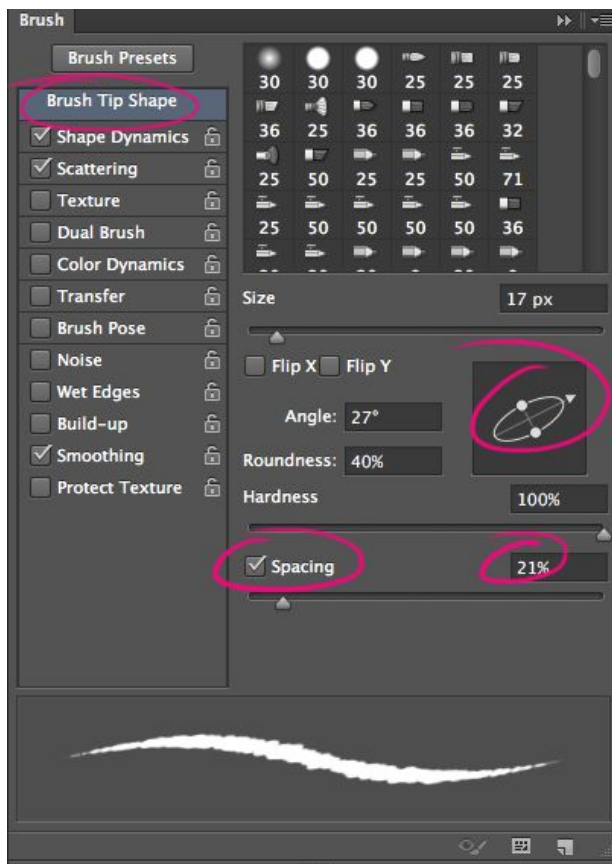 Brush
Brush Presets
Brush Tip Shape
Shape Dynamics
Scattering
Texture
Dual Brush
Color Dynamics
Transfer
Brush Pose
Noise
Wet Edges
Build-up
Smoothing
Protect Texture
30 30 30 25 25 25
36 25 36 36 36 32
25 50 25 25 50 71
25 50 50 50 50 36
Size 17 px
Flip X Flip Y
Angle: 27°
Roundness: 40%
Hardness 100%
Spacing 21%